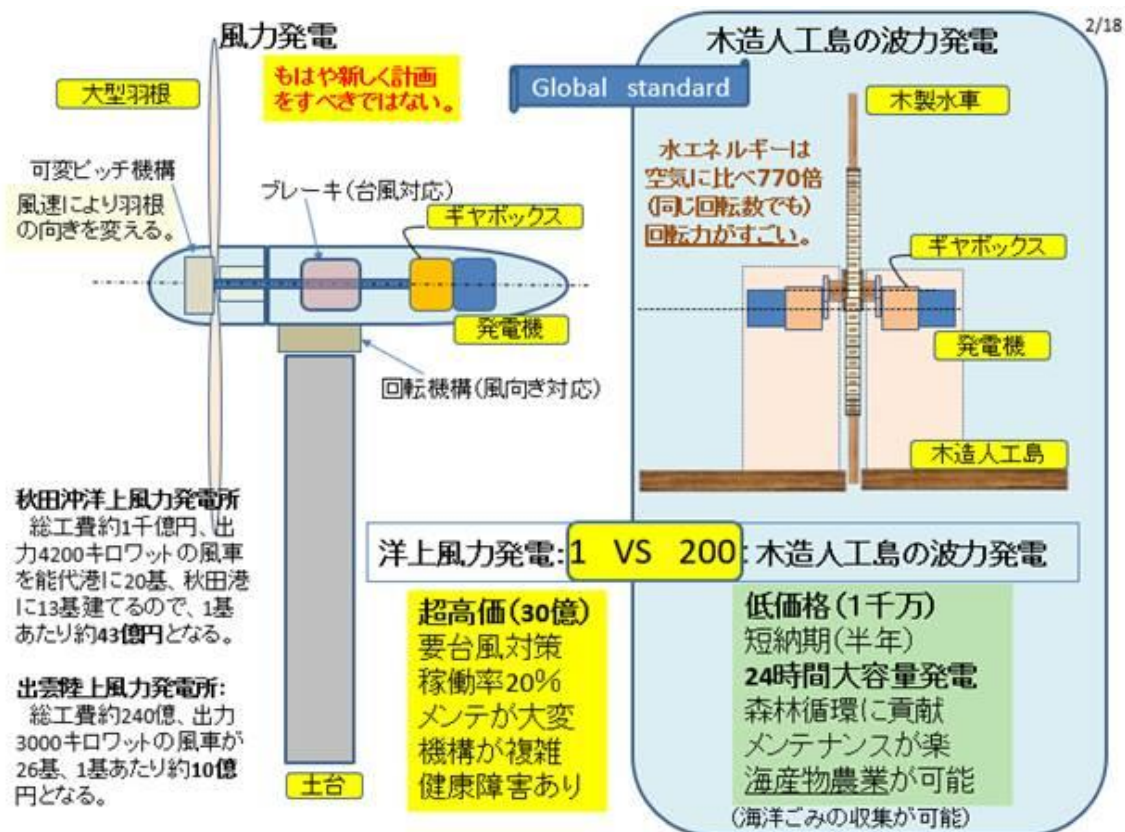 2/18
風力発電
大型羽根
もはや新しく計画
をすべきではない。
可変ピッチ機構
風速により羽根
の向きを変える。
ブレーキ(台風対応)
ギヤボックス
発電機
回転機構(風向き対応)
土台
秋田沖洋上風力発電所
総工費約1千億円、出
力4200キロワットの風車
を能代港に20基、秋田港
に13基建てるので、1基
あたり約43億円となる。
出雲陸上風力発電所:
総工費約240億、出力
3000キロワットの風車が
26基、1基あたり約10億
円となる。
Global standard
木造人工島の波力発電
木製水車
水エネルギーは
空気に比べ770倍
(同じ回転数でも)
回転力がすごい。
ギヤボックス
発電機
木造人工島
洋上風力発電:1 VS 200:木造人工島の波力発電
超高価(30億)
要台風対策
稼働率20%
メンテが大変
機構が複雑
健康障害あり
低価格(1千万)
短納期(半年)
24時間大容量発電
森林循環に貢献
メンテナンスが楽
海産物農業が可能
(海洋ごみの収集が可能)